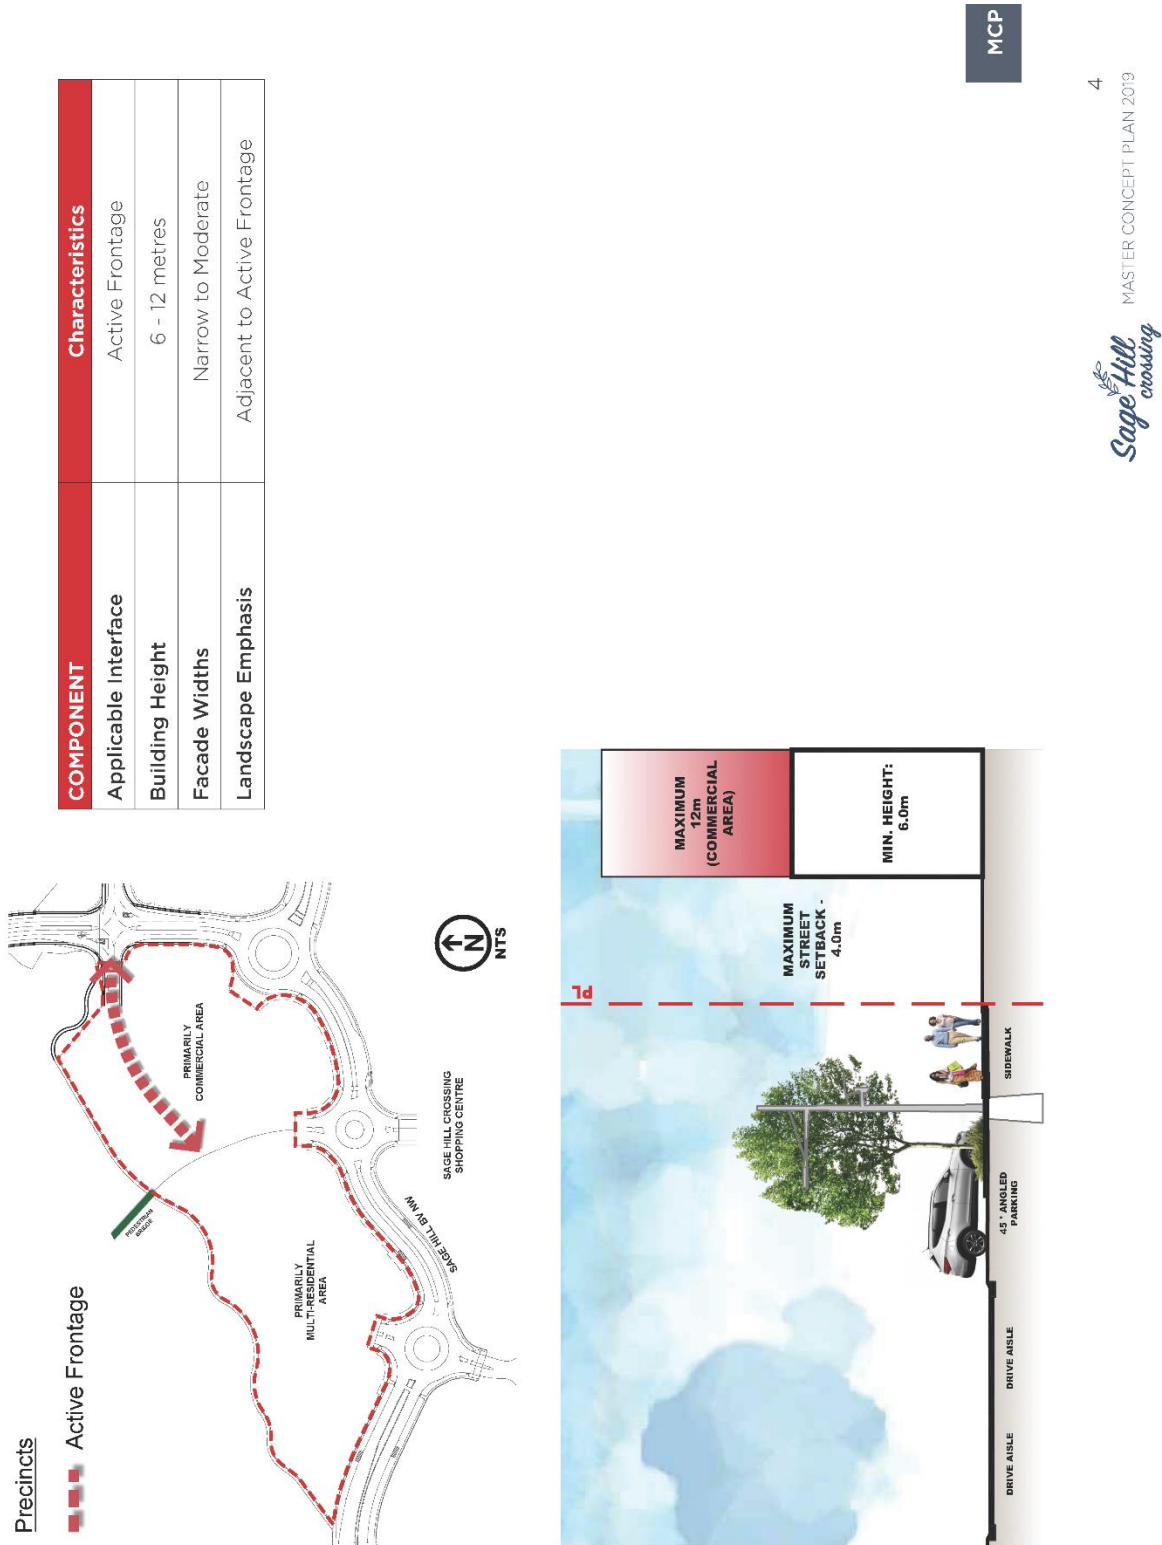 Precincts
Active Frontage
PEDESTRIAN
BRIDGE
PRIMARILY
COMMERCIAL AREA
PRIMARILY
MULTI-RESIDENTIAL
AREA
SAGE HILL BV NW
SAGE HILL CROSSING
SHOPPING CENTRE
N
NTS
COMPONENT Characteristics
Applicable Interface Active Frontage
Building Height 6 - 12 metres
Facade Widths Narrow to Moderate
Landscape Emphasis Adjacent to Active Frontage
PL
MAXIMUM
12m
(COMMERCIAL
AREA)
MAXIMUM
STREET
SETBACK -
4.0m
MIN. HEIGHT:
6.0m
DRIVE AISLE
DRIVE AISLE
45° ANGLED
PARKING
SIDEWALK
MCP
Sage Hill
crossing
MASTER CONCEPT PLAN 2019
4